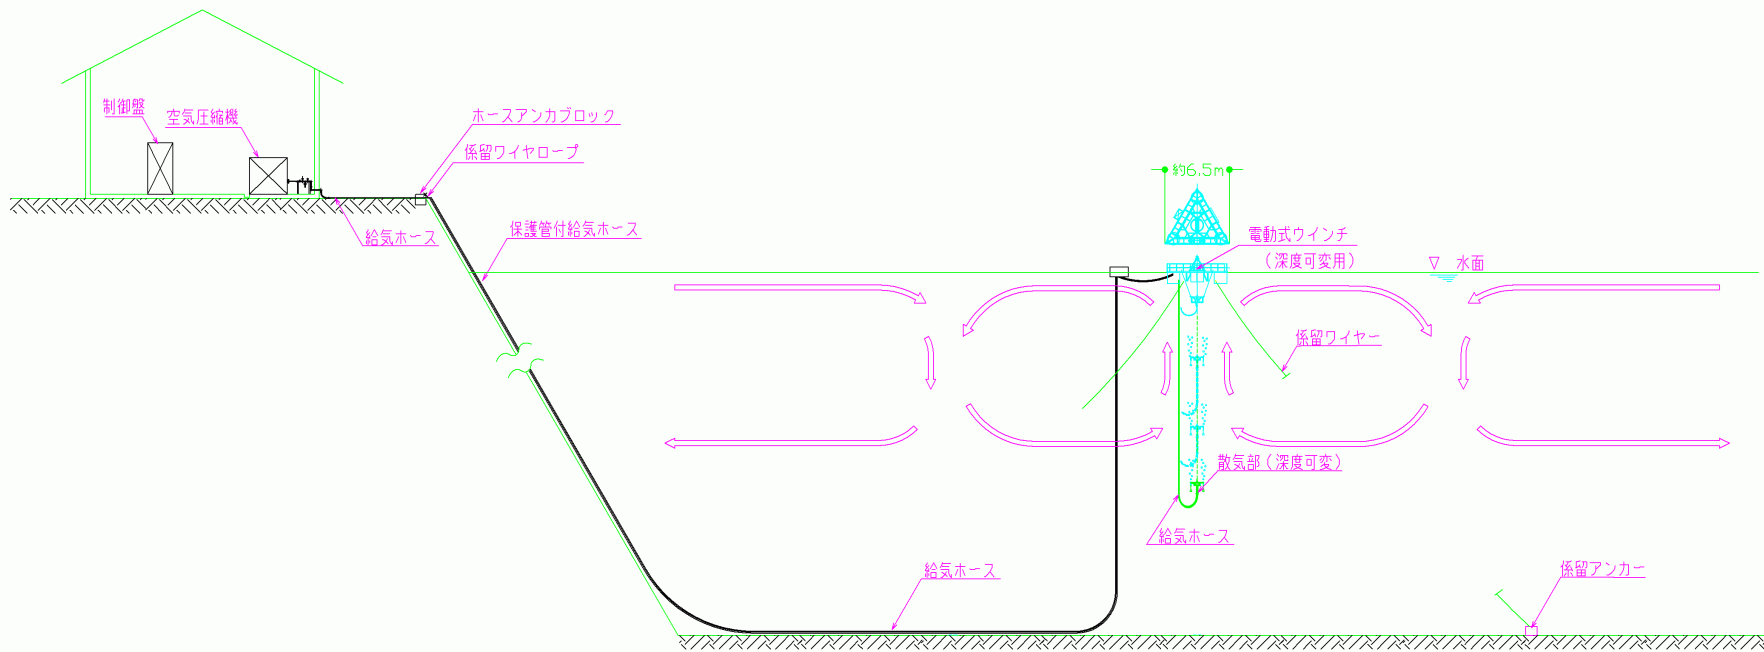 制御盤
空気圧縮機
ホースアンカブロック
係留ワイヤロープ
給気ホース
保護管付給気ホース
約6.5m
電動式ウインチ
（深度可変用）
▽ 水面
係留ワイヤー
散気部（深度可変）
給気ホース
給気ホース
係留アンカー